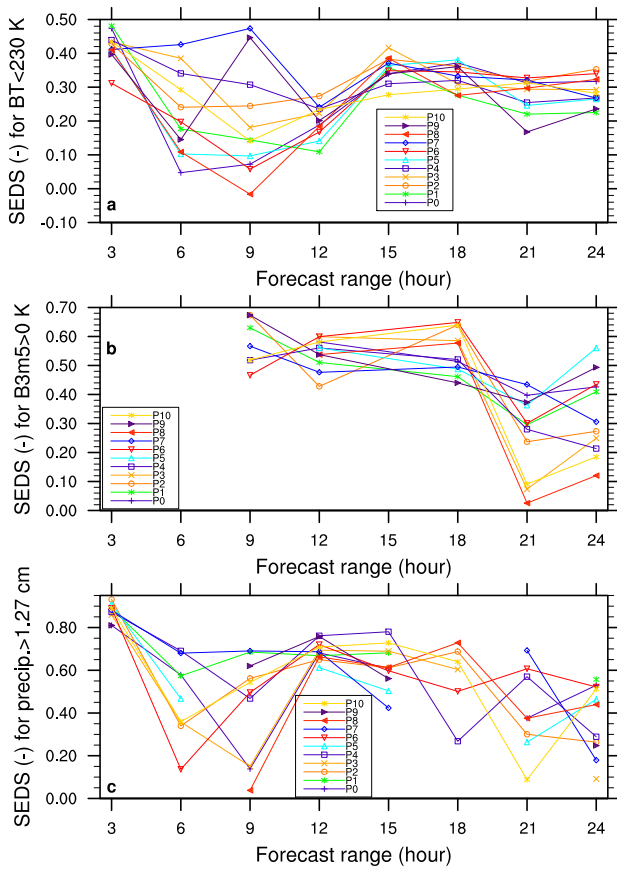 SEDS (-) for BT<230 K
0.50
0.40
0.30
0.20
0.10
0.00
-0.10
a
P10
P9
P8
P7
P6
P5
P4
P3
P2
P1
P0
3 6 9 12 15 18 21 24
Forecast range (hour)
SEDS (-) for B3m5>0 K
0.70
0.60
0.50
0.40
0.30
0.20
0.10
0.00
b
P10
P9
P8
P7
P6
P5
P4
P3
P2
P1
P0
3 6 9 12 15 18 21 24
Forecast range (hour)
SEDS (-) for precip.>1.27 cm
0.80
0.60
0.40
0.20
0.00
c
P10
P9
P8
P7
P6
P5
P4
P3
P2
P1
P0
3 6 9 12 15 18 21 24
Forecast range (hour)